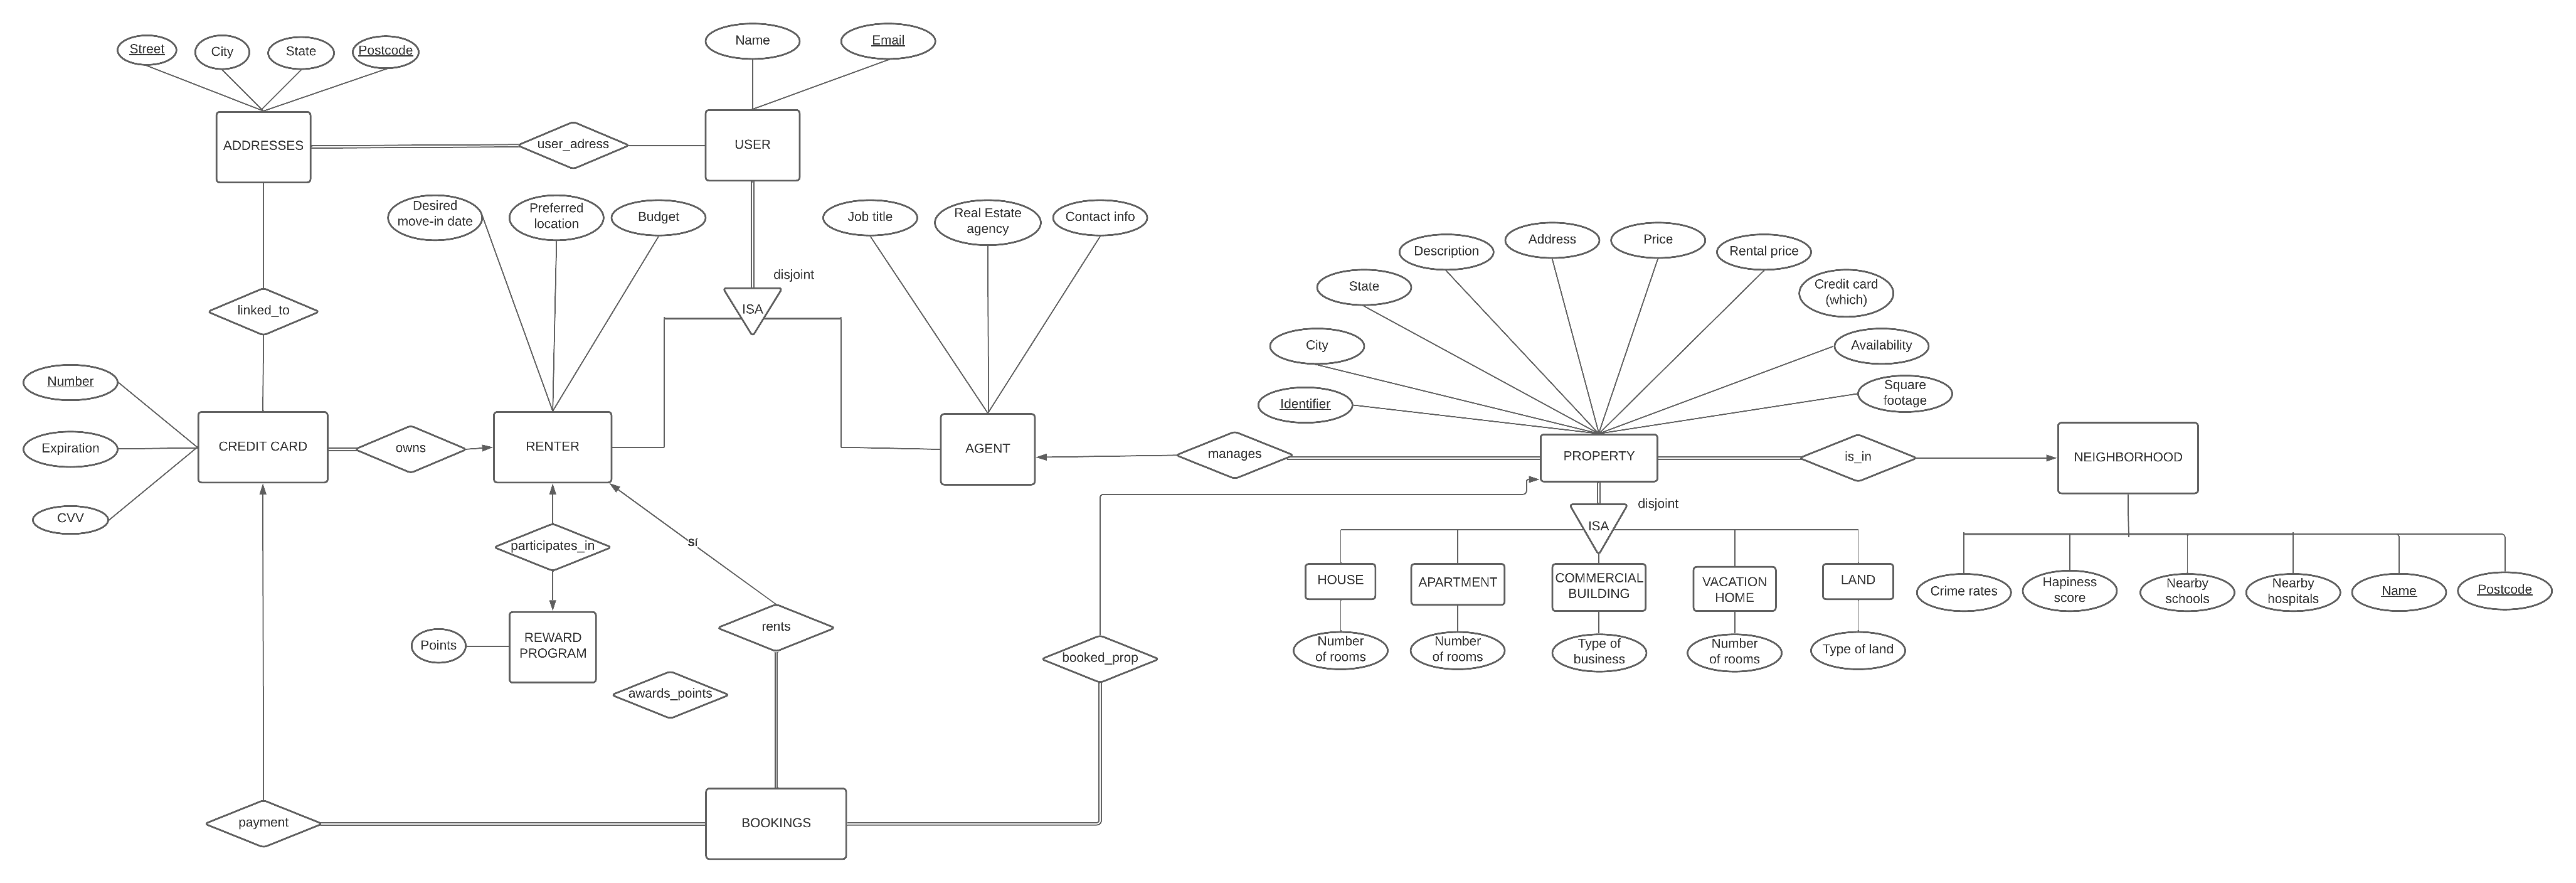 Street
City
State
Postcode
Name
Email
ADDRESSES
user_adress
USER
Desired
move-in date
Preferred
location
Budget
Job title
Real Estate
agency
Contact info
disjoint
ISA
linked_to
Description
Address
Price
Rental price
State
Credit card
(which)
City
Availability
Identifier
Square
footage
Number
Expiration
CVV
CREDIT CARD
owns
RENTER
AGENT
manages
PROPERTY
is_in
NEIGHBORHOOD
disjoint
ISA
participates_in
sí
HOUSE
APARTMENT
COMMERCIAL
BUILDING
VACATION
HOME
LAND
Crime rates
Hapiness
score
Nearby
schools
Nearby
hospitals
Name
Postcode
Points
REWARD
PROGRAM
rents
booked_prop
Number
of rooms
Number
of rooms
Type of
business
Number
of rooms
Type of land
awards_points
payment
BOOKINGS